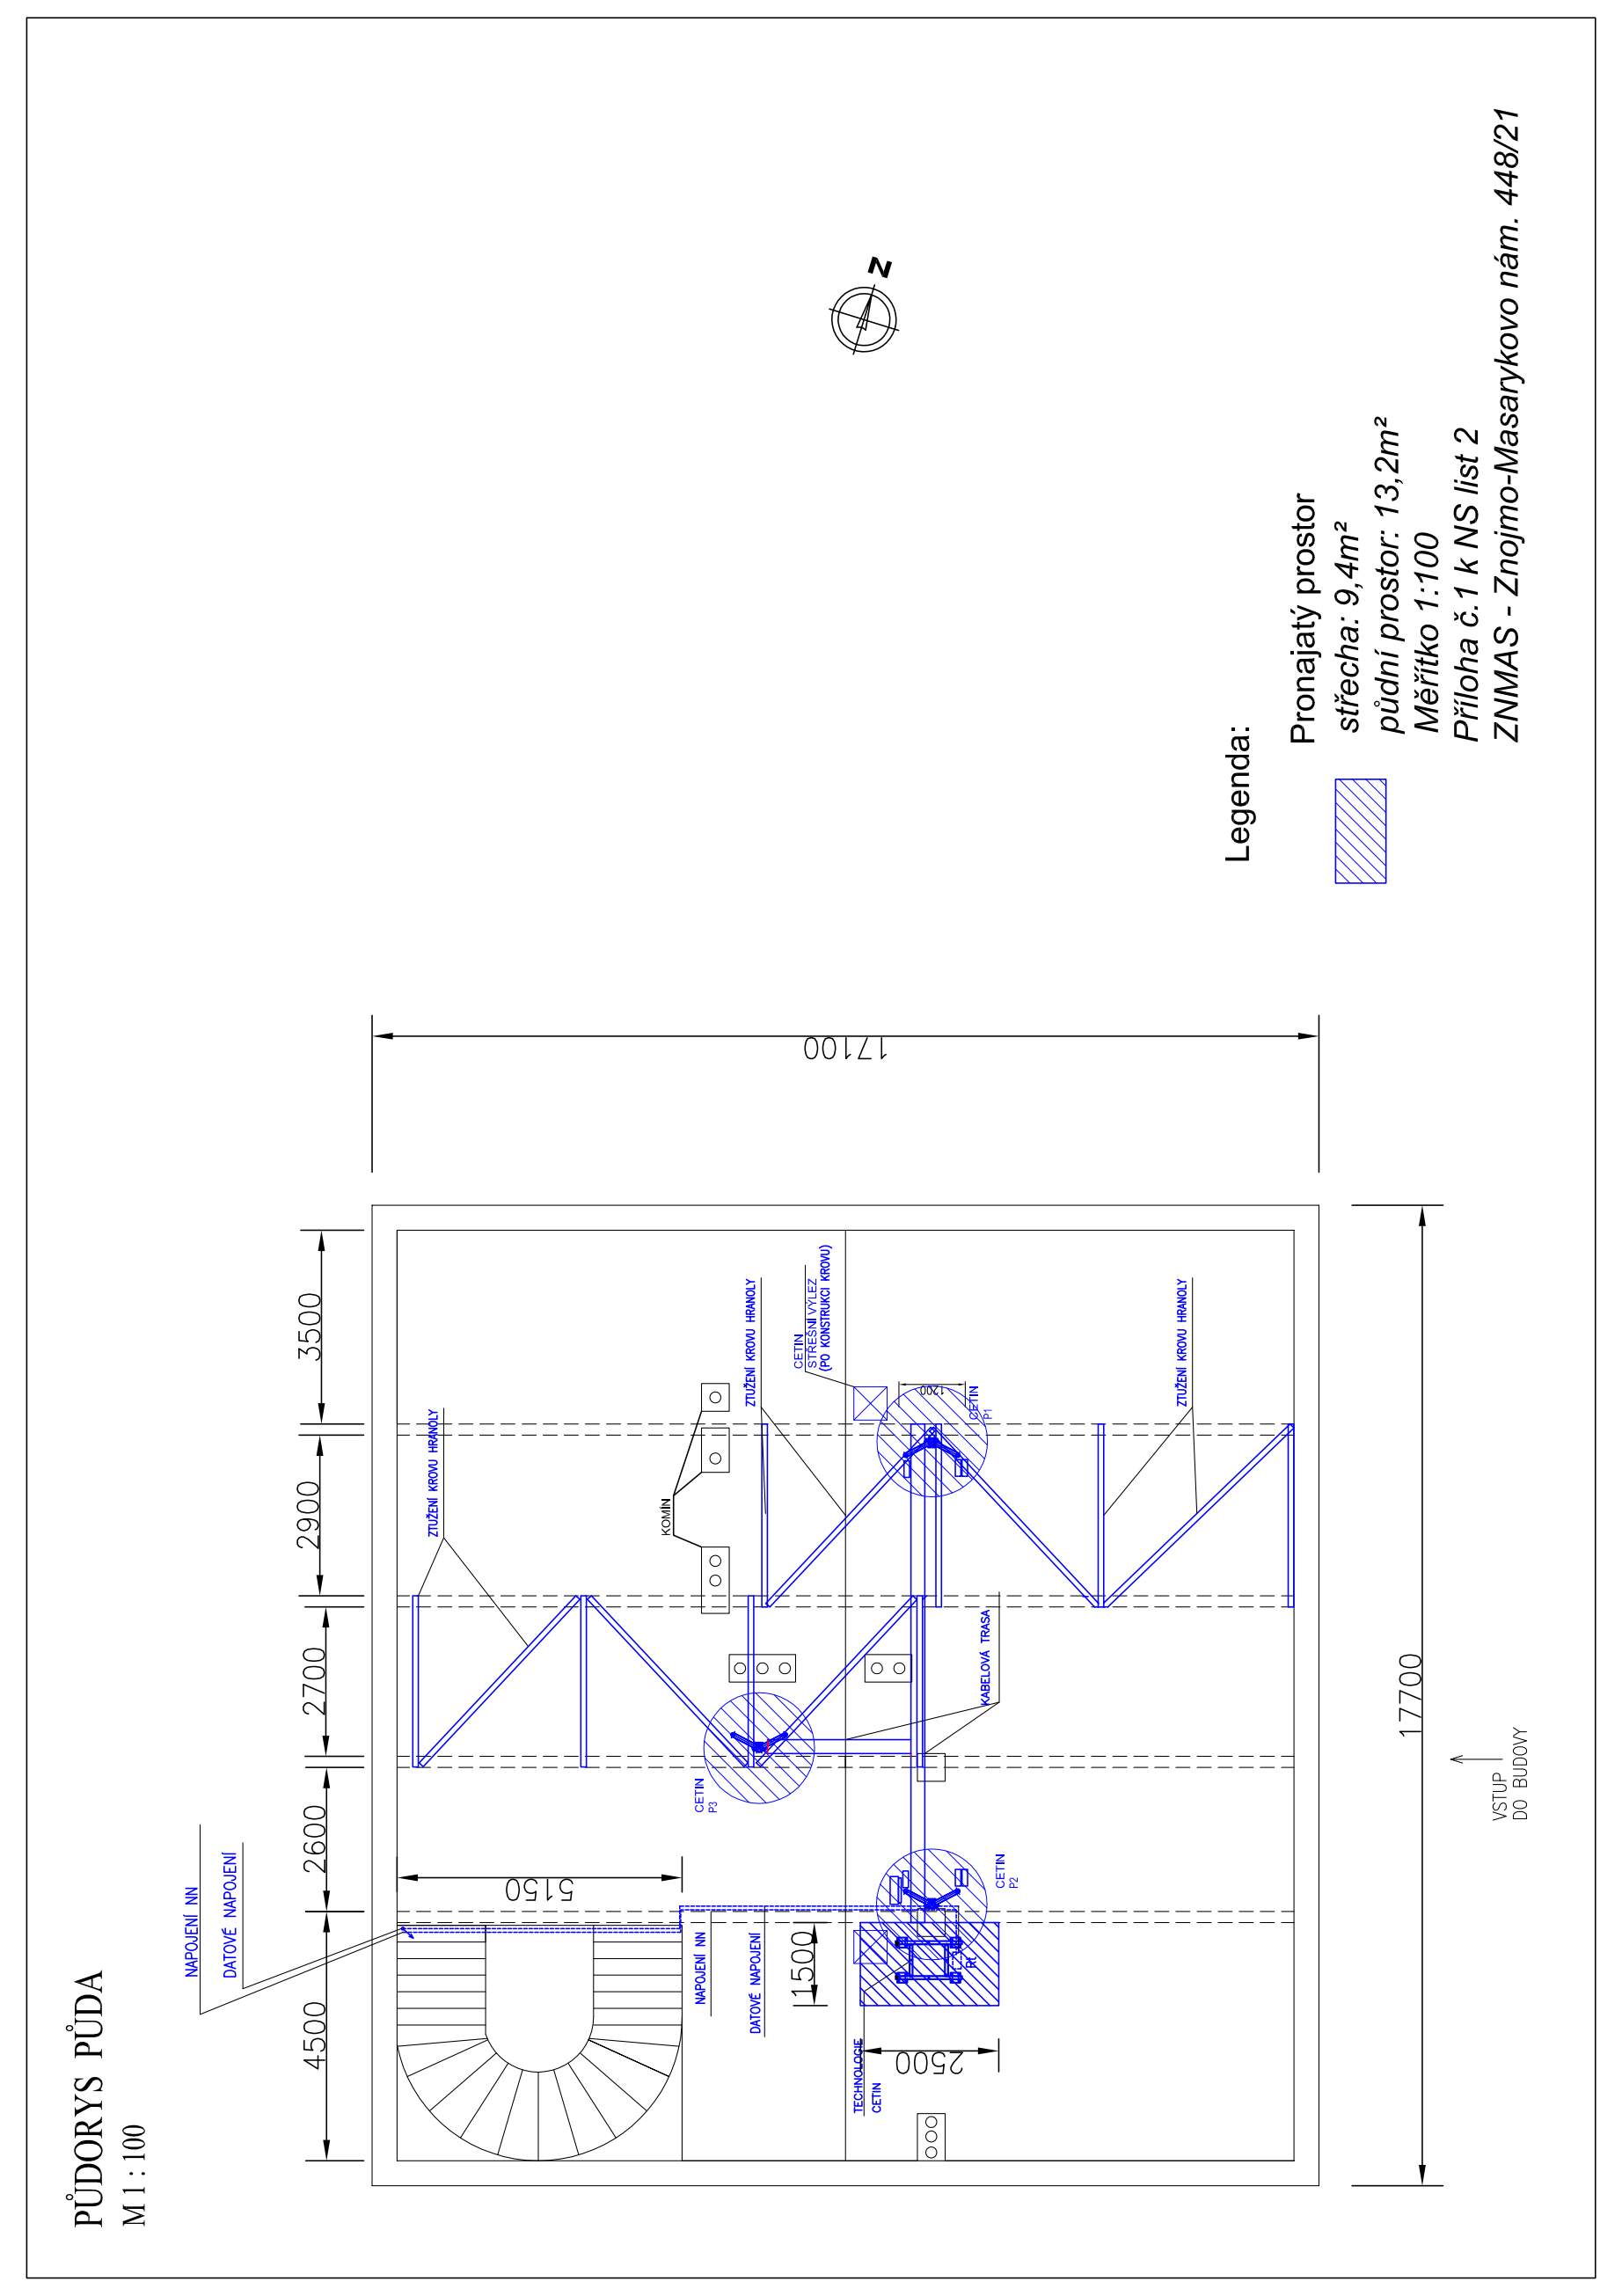 PŮDORYS PŮDA
M 1 : 100
NAPOJENÍ NN
DATOVÉ NAPOJENÍ
4500
2600
2700
2900
3500
5150
ZTUŽENÍ KROVU HRANOLY
KOMÍN
CETIN
P3
NAPOJENÍ NN
DATOVÉ NAPOJENÍ
1500
ZTUŽENÍ KROVU HRANOLY
CETIN
STŘEŠNÍ VÝLEZ
(PO KONSTRUKCI KROVU)
1200
CETIN
P1
TECHNOLOGIE
CETIN
2500
Rt
CETIN
P2
KABELOVÁ TRASA
ZTUŽENÍ KROVU HRANOLY
17700
VSTUP
DO BUDOVY
17100
N
Legenda:
Pronajatý prostor
střecha: 9,4m²
půdní prostor: 13,2m²
Měřítko 1:100
Příloha č.1 k NS list 2
ZNMAS - Znojmo-Masarykovo nám. 448/21